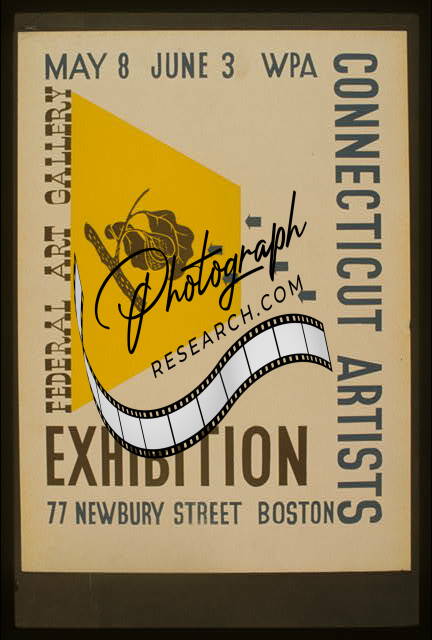 MAY 8 JUNE 3 WPA
CONNECTICUT ARTISTS
FEDERAL ART GALLERY
Photograph
RESEARCH.COM
EXHIBITION
77 NEWBURY STREET BOSTON